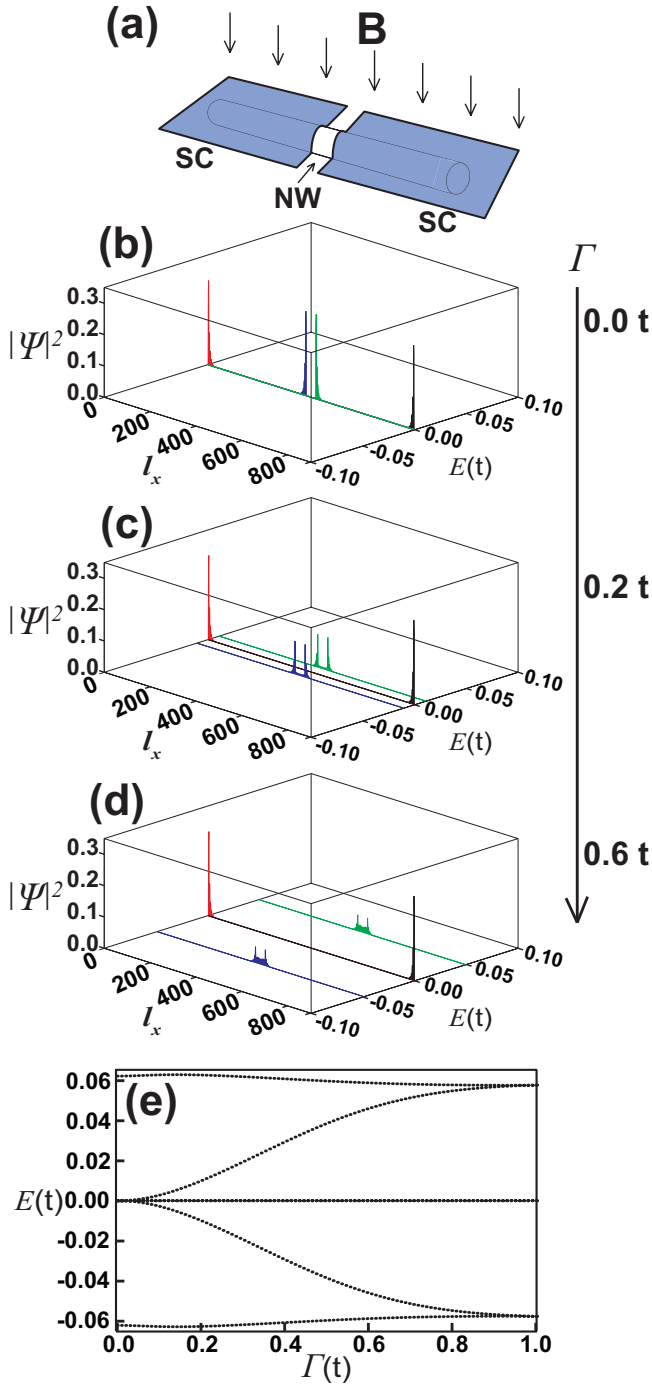 (a)
B
SC
NW
SC
(b)
Γ
0.3
0.2
0.1
0.0
|Ψ|²
0
200
400
600
800
l_x
-0.10
-0.05
0.00
0.05
0.10
E(t)
0.0 t
(c)
0.3
0.2
0.1
0.0
|Ψ|²
0
200
400
600
800
l_x
-0.10
-0.05
0.00
0.05
0.10
E(t)
0.2 t
(d)
0.3
0.2
0.1
0.0
|Ψ|²
0
200
400
600
800
l_x
-0.10
-0.05
0.00
0.05
0.10
E(t)
0.6 t
(e)
0.06
0.04
0.02
0.00
-0.02
-0.04
-0.06
E(t)
0.0 0.2 0.4 0.6 0.8 1.0
Γ(t)